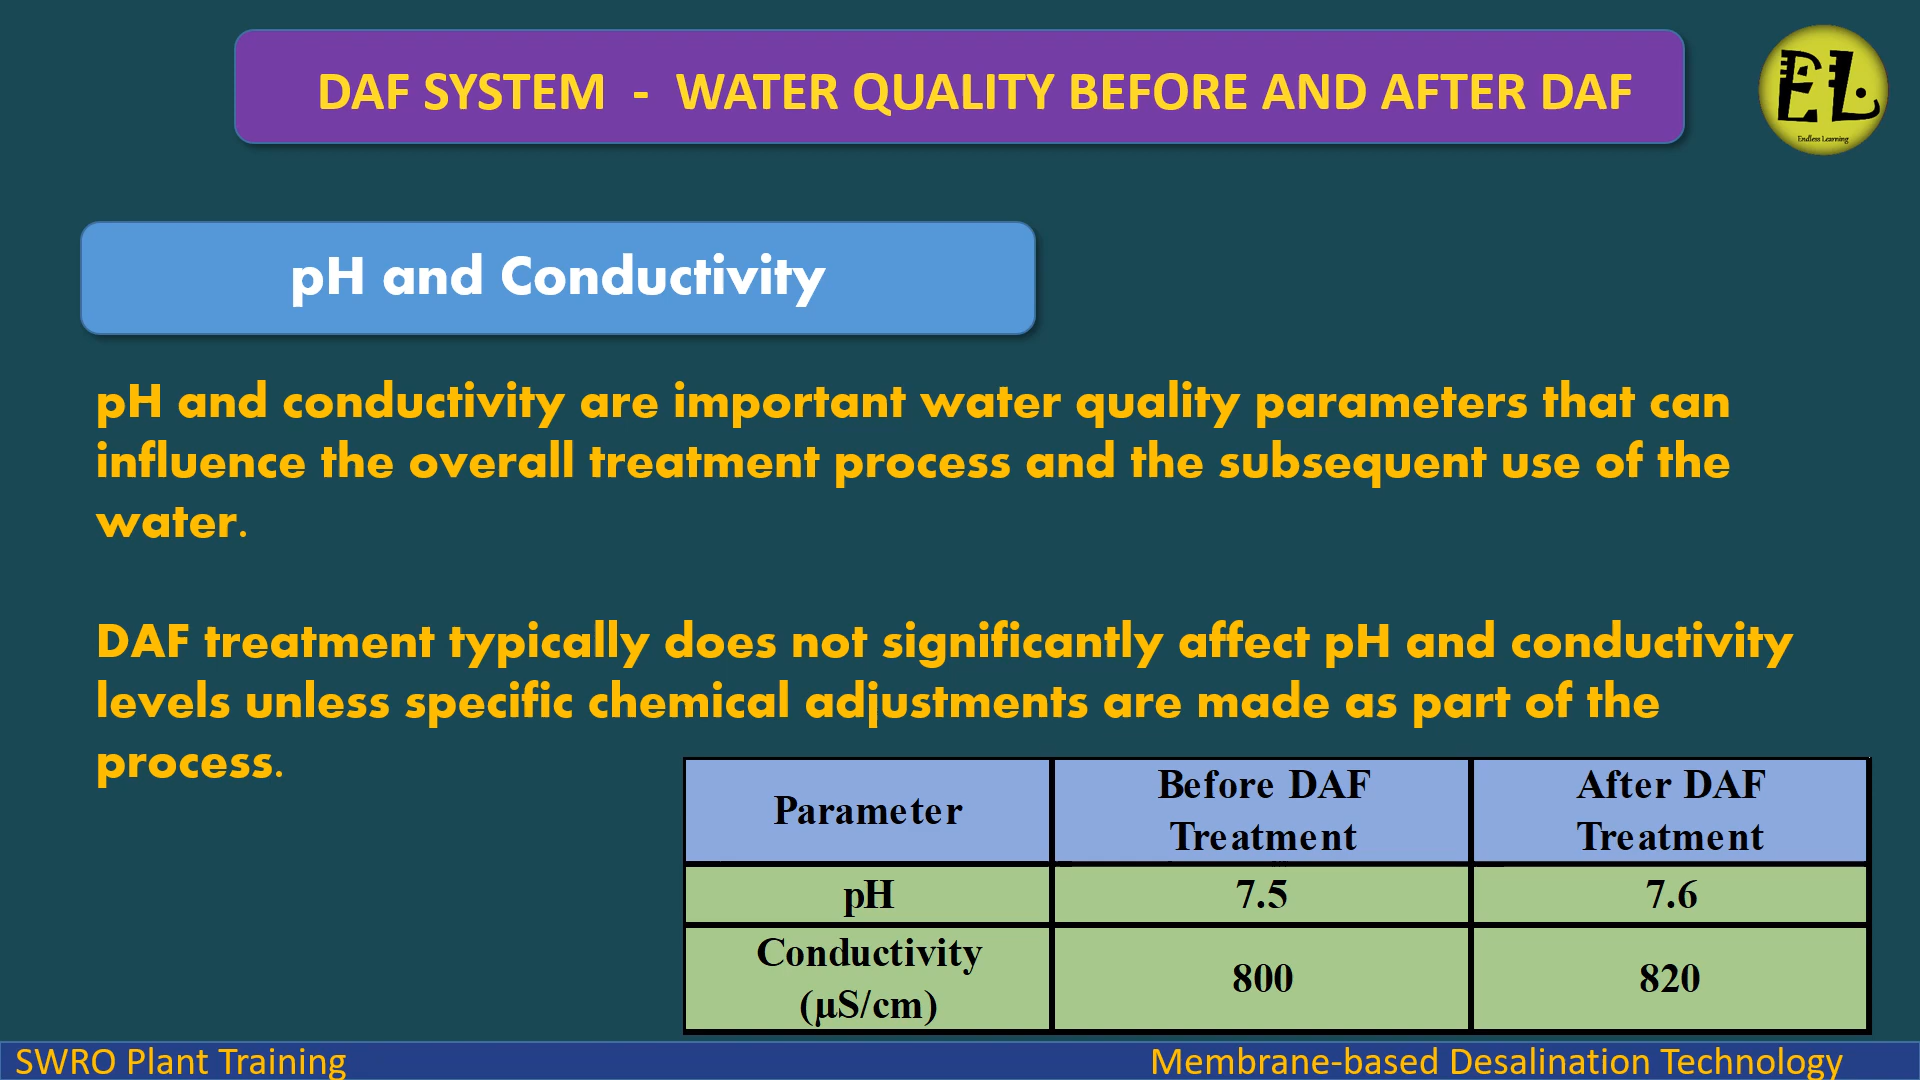 DAF SYSTEM - WATER QUALITY BEFORE AND AFTER DAF
EL
Endless Learning
pH and Conductivity
pH and conductivity are important water quality parameters that can
influence the overall treatment process and the subsequent use of the
water.
DAF treatment typically does not significantly affect pH and conductivity
levels unless specific chemical adjustments are made as part of the
process.
Parameter
Before DAF
Treatment
After DAF
Treatment
pH
7.5
7.6
Conductivity
(µS/cm)
800
820
SWRO Plant Training
Membrane-based Desalination Technology